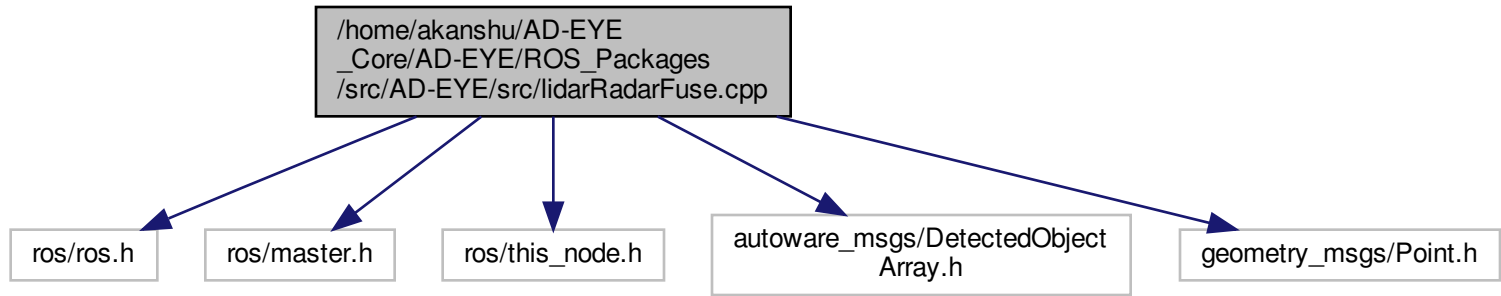 /home/akanshu/AD-EYE
_Core/AD-EYE/ROS_Packages
/src/AD-EYE/src/lidarRadarFuse.cpp
ros/ros.h
ros/master.h
ros/this_node.h
autoware_msgs/DetectedObject
Array.h
geometry_msgs/Point.h